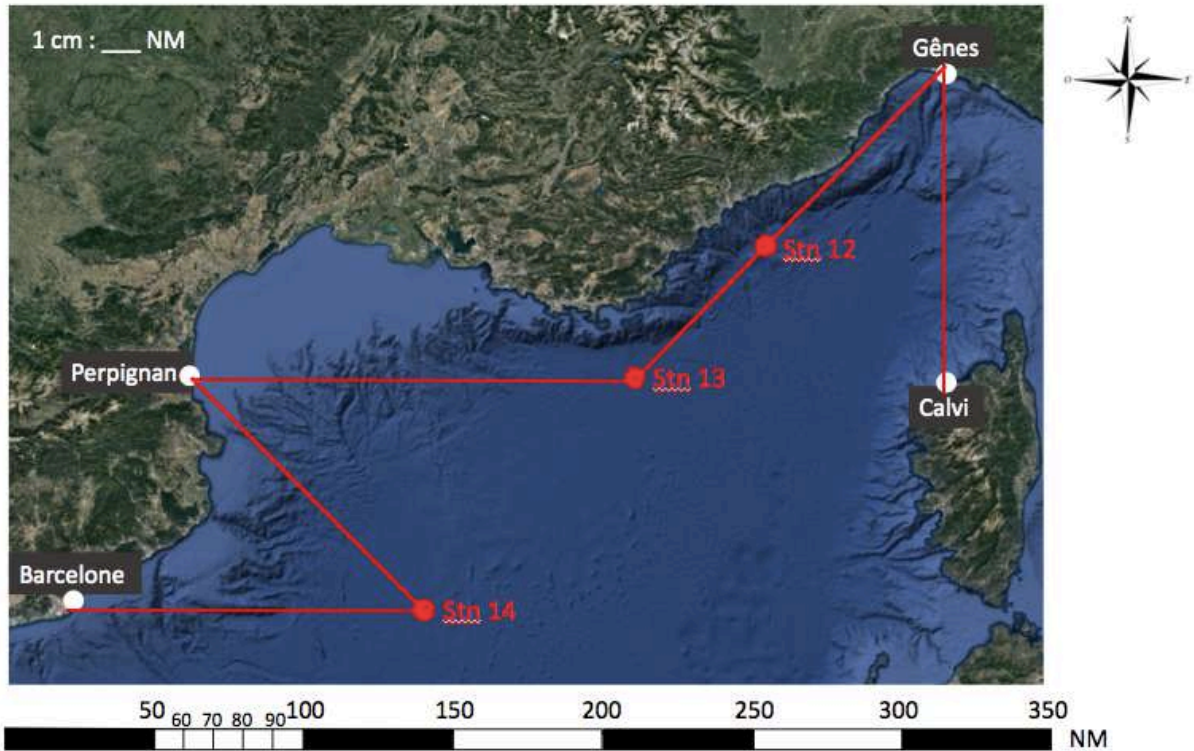 1 cm : ___ NM
Gênes
N
O
E
S
Stn 12
Perpignan
Stn 13
Calvi
Barcelone
Stn 14
50 60 70 80 90 100 150 200 250 300 350
NM